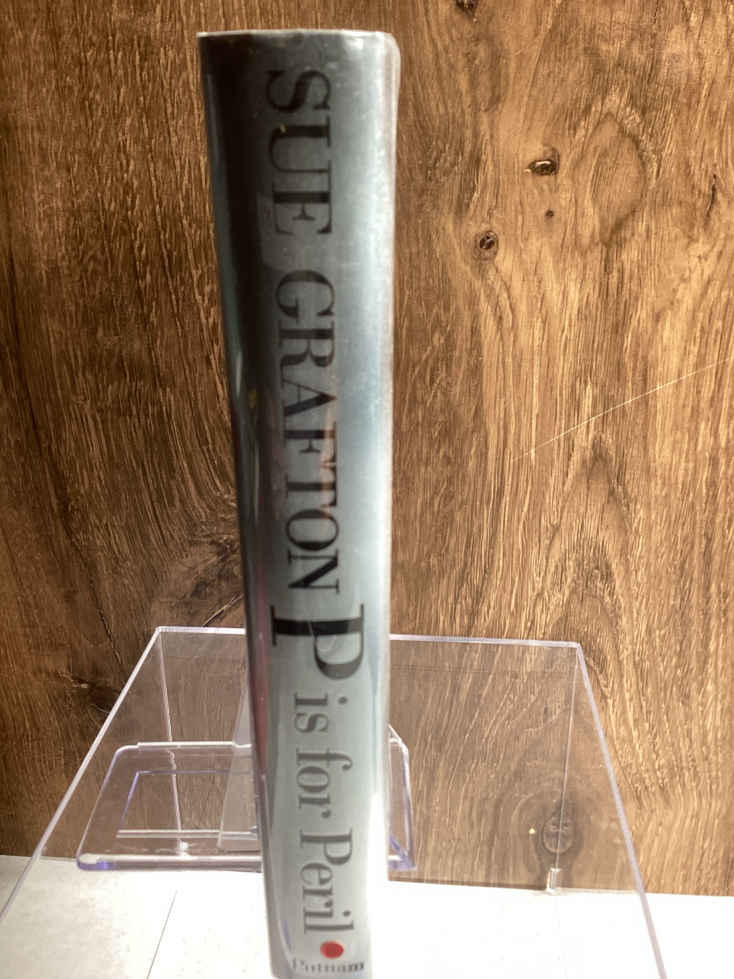 SUE GRAFTON
P is for Peril
Putnam